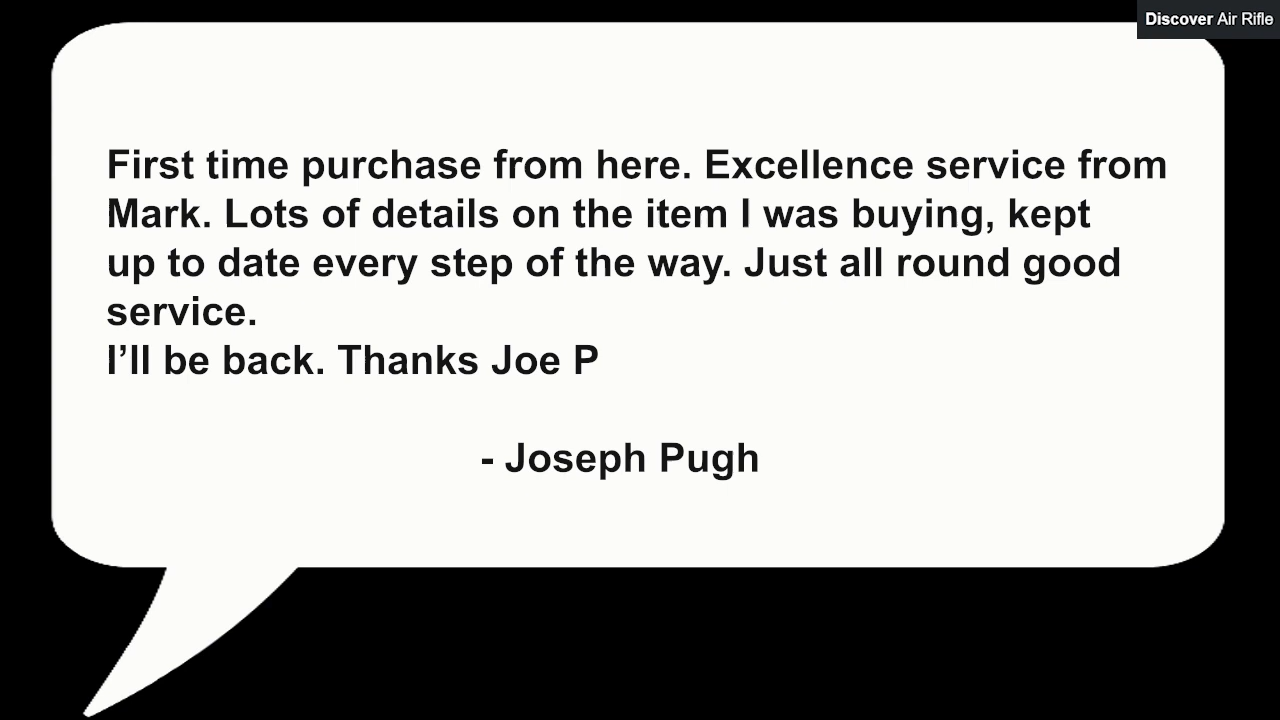 Discover Air Rifle
First time purchase from here. Excellence service from
Mark. Lots of details on the item I was buying, kept
up to date every step of the way. Just all round good
service.
I’ll be back. Thanks Joe P
- Joseph Pugh